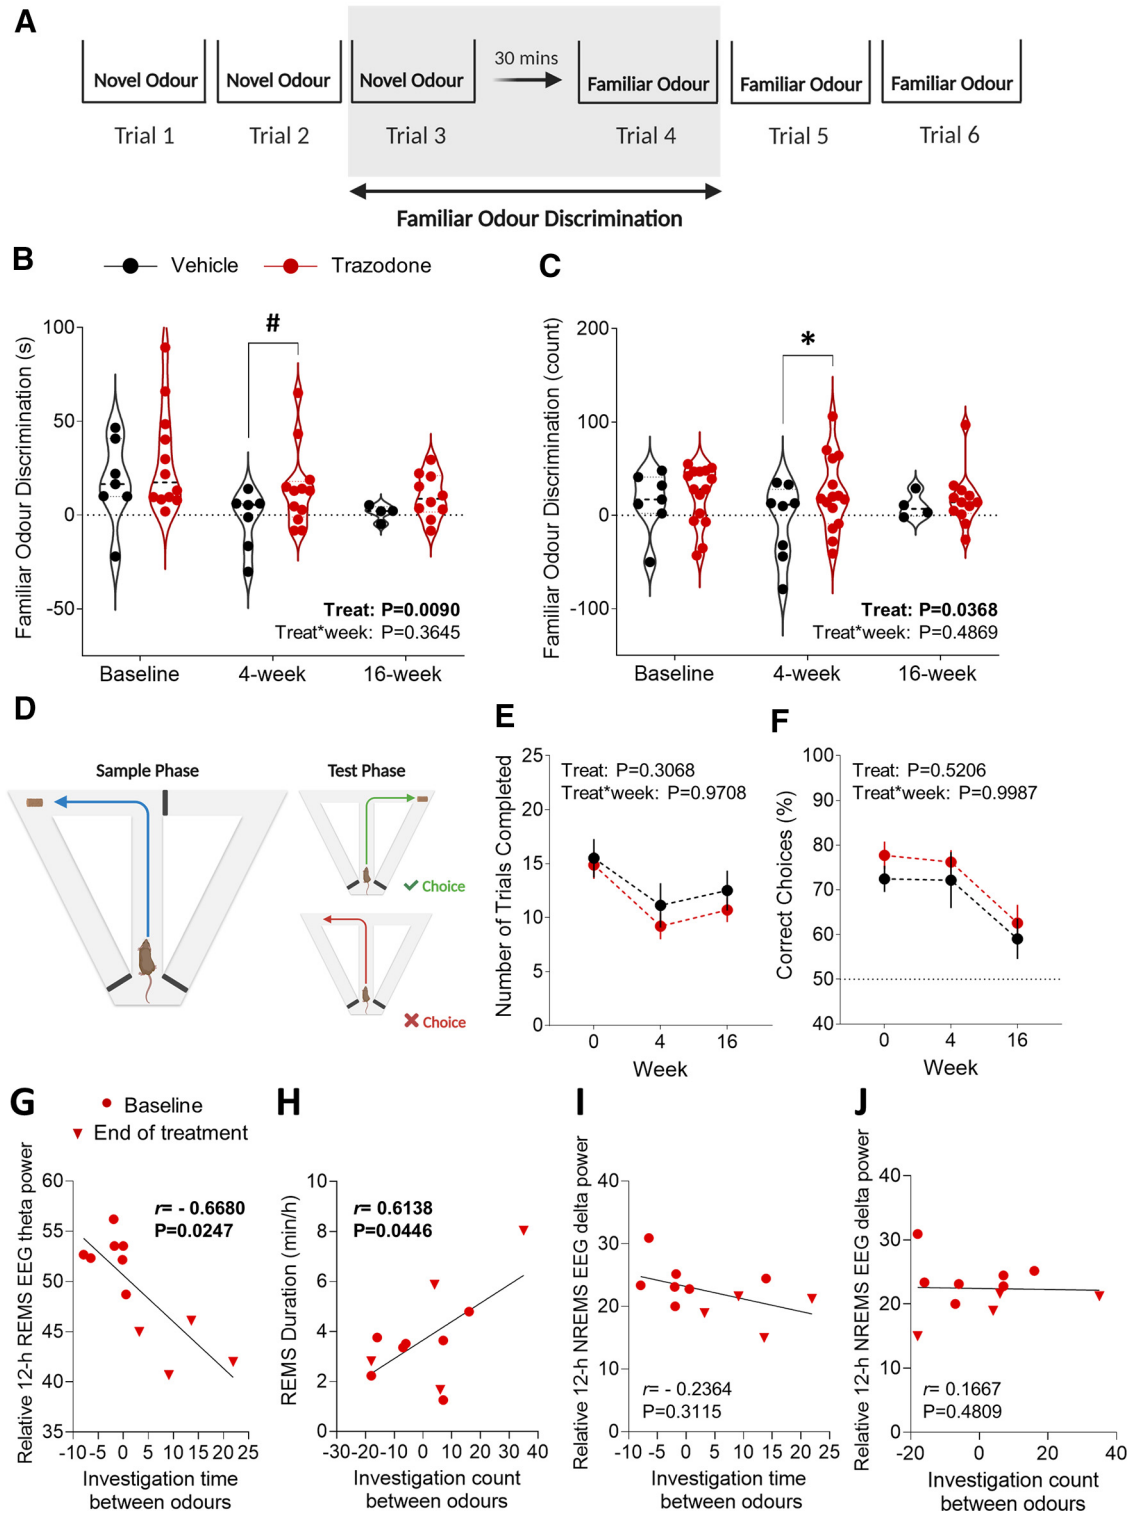 A
Novel Odour
Novel Odour
Novel Odour
30 mins
Familiar Odour
Familiar Odour
Familiar Odour
Trial 1
Trial 2
Trial 3
Trial 4
Trial 5
Trial 6
Familiar Odour Discrimination
B
Vehicle
Trazodone
Familiar Odour Discrimination (s)
100
50
0
-50
#
Treat: P=0.0090
Treat*week: P=0.3645
Baseline
4-week
16-week
C
Familiar Odour Discrimination (count)
200
100
0
-100
*
Treat: P=0.0368
Treat*week: P=0.4869
Baseline
4-week
16-week
D
Sample Phase
Test Phase
Choice
Choice
E
Number of Trials Completed
25
20
15
10
5
0
Treat: P=0.3068
Treat*week: P=0.9708
0
4
16
Week
F
Correct Choices (%)
100
90
80
70
60
50
40
Treat: P=0.5206
Treat*week: P=0.9987
0
4
16
Week
G
Baseline
End of treatment
Relative 12-h REMS EEG theta power
60
55
50
45
40
35
r= - 0.6680
P=0.0247
-10 -5 0 5 10 15 20 25
Investigation time
between odours
H
REMS Duration (min/h)
10
8
6
4
2
0
r= 0.6138
P=0.0446
-30 -20 -10 0 10 20 30 40
Investigation count
between odours
I
Relative 12-h NREMS EEG delta power
40
30
20
10
0
r= - 0.2364
P=0.3115
-10 -5 0 5 10 15 20 25
Investigation time
between odours
J
Relative 12-h NREMS EEG delta power
40
30
20
10
0
r= 0.1667
P=0.4809
-20 0 20 40
Investigation count
between odours